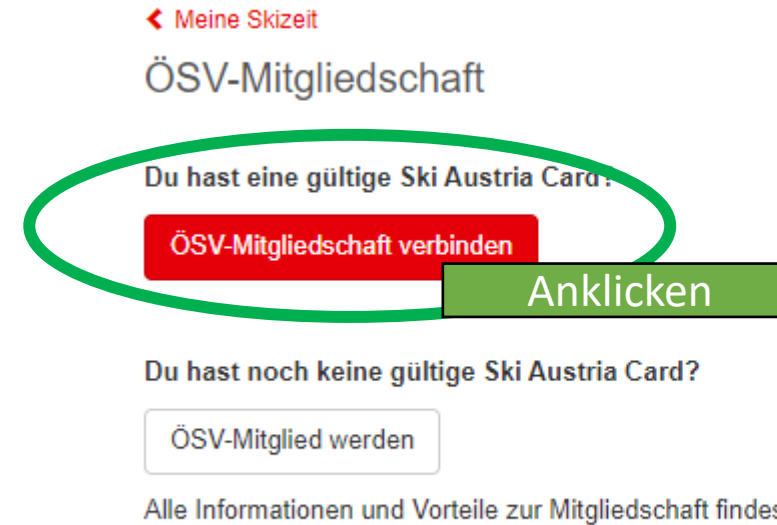 Meine Skizeit
ÖSV-Mitgliedschaft
Du hast eine gültige Ski Austria Card?
ÖSV-Mitgliedschaft verbinden
Anklicken
Du hast noch keine gültige Ski Austria Card?
ÖSV-Mitglied werden
Alle Informationen und Vorteile zur Mitgliedschaft findes